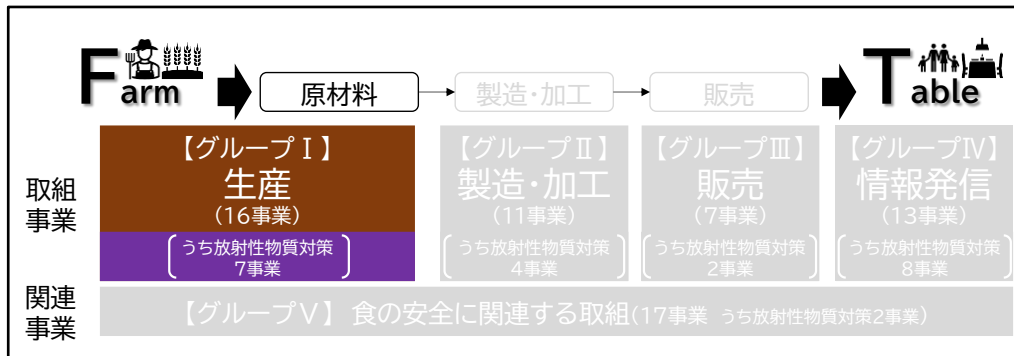 Farm
原材料
製造・加工
販売
Table
取組
事業
【グループⅠ】
生産
(16事業)
うち放射性物質対策
7事業
【グループⅡ】
製造・加工
(11事業)
うち放射性物質対策
4事業
【グループⅢ】
販売
(7事業)
うち放射性物質対策
2事業
【グループⅣ】
情報発信
(13事業)
うち放射性物質対策
8事業
関連
事業
【グループⅤ】 食の安全に関連する取組(17事業 うち放射性物質対策2事業)